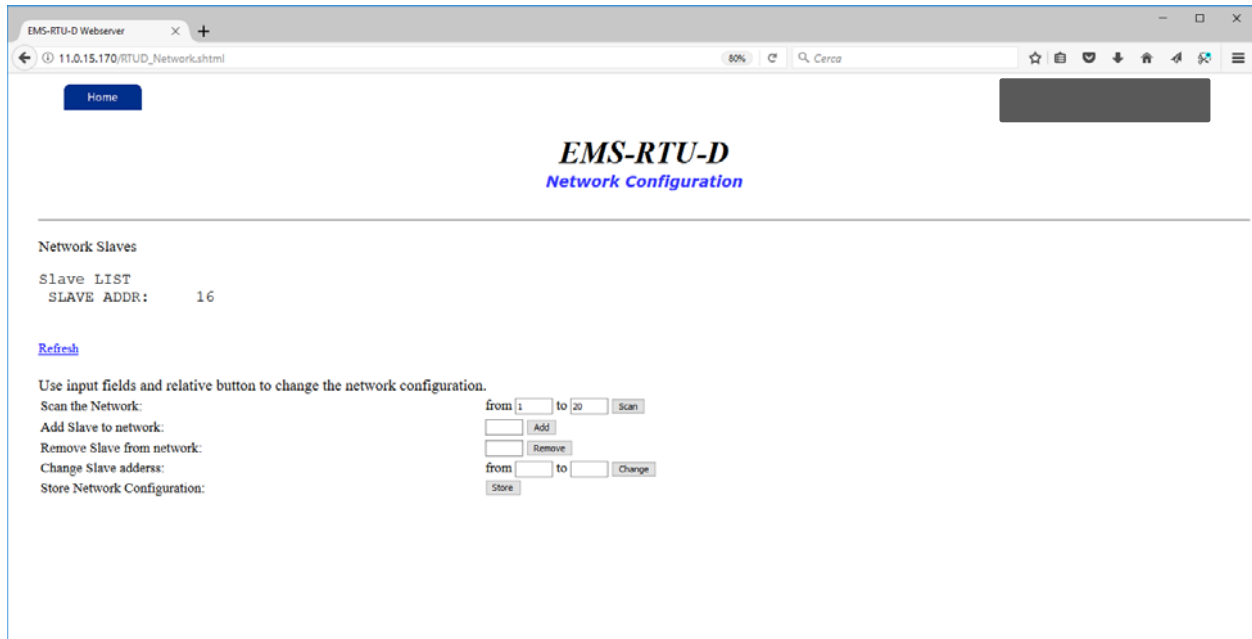 EMS-RTU-D Webserver
11.0.15.170/RTUD_Network.shtml 80% Cerca
Home
EMS-RTU-D
Network Configuration
Network Slaves
Slave LIST
SLAVE ADDR: 16
Refresh
Use input fields and relative button to change the network configuration.
Scan the Network: from 1 to 20 Scan
Add Slave to network: Add
Remove Slave from network: Remove
Change Slave adderss: from to Change
Store Network Configuration: Store